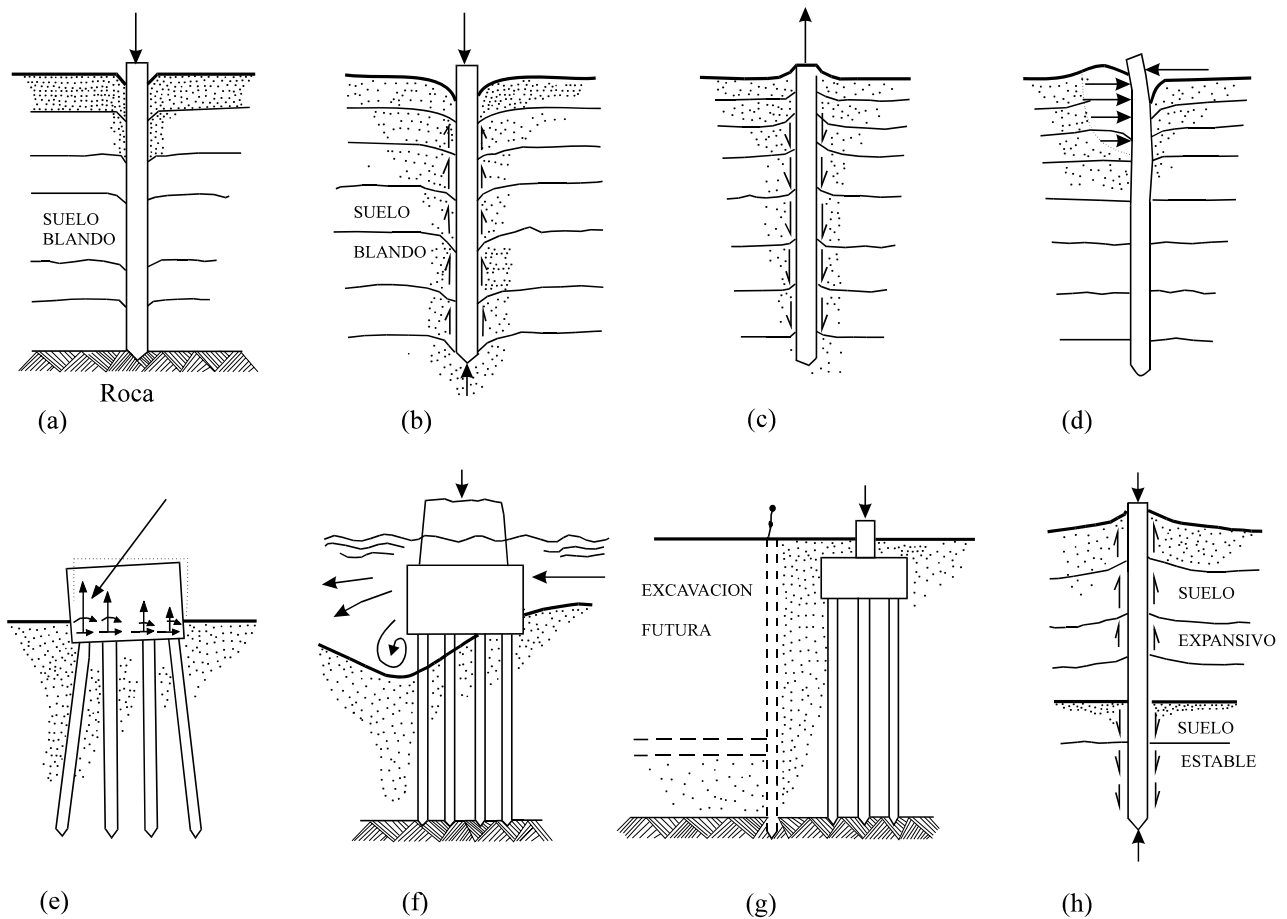 SUELO
BLANDO
Roca
SUELO
BLANDO
(a)
(b)
(c)
(d)
EXCAVACION
FUTURA
SUELO
EXPANSIVO
SUELO
ESTABLE
(e)
(f)
(g)
(h)